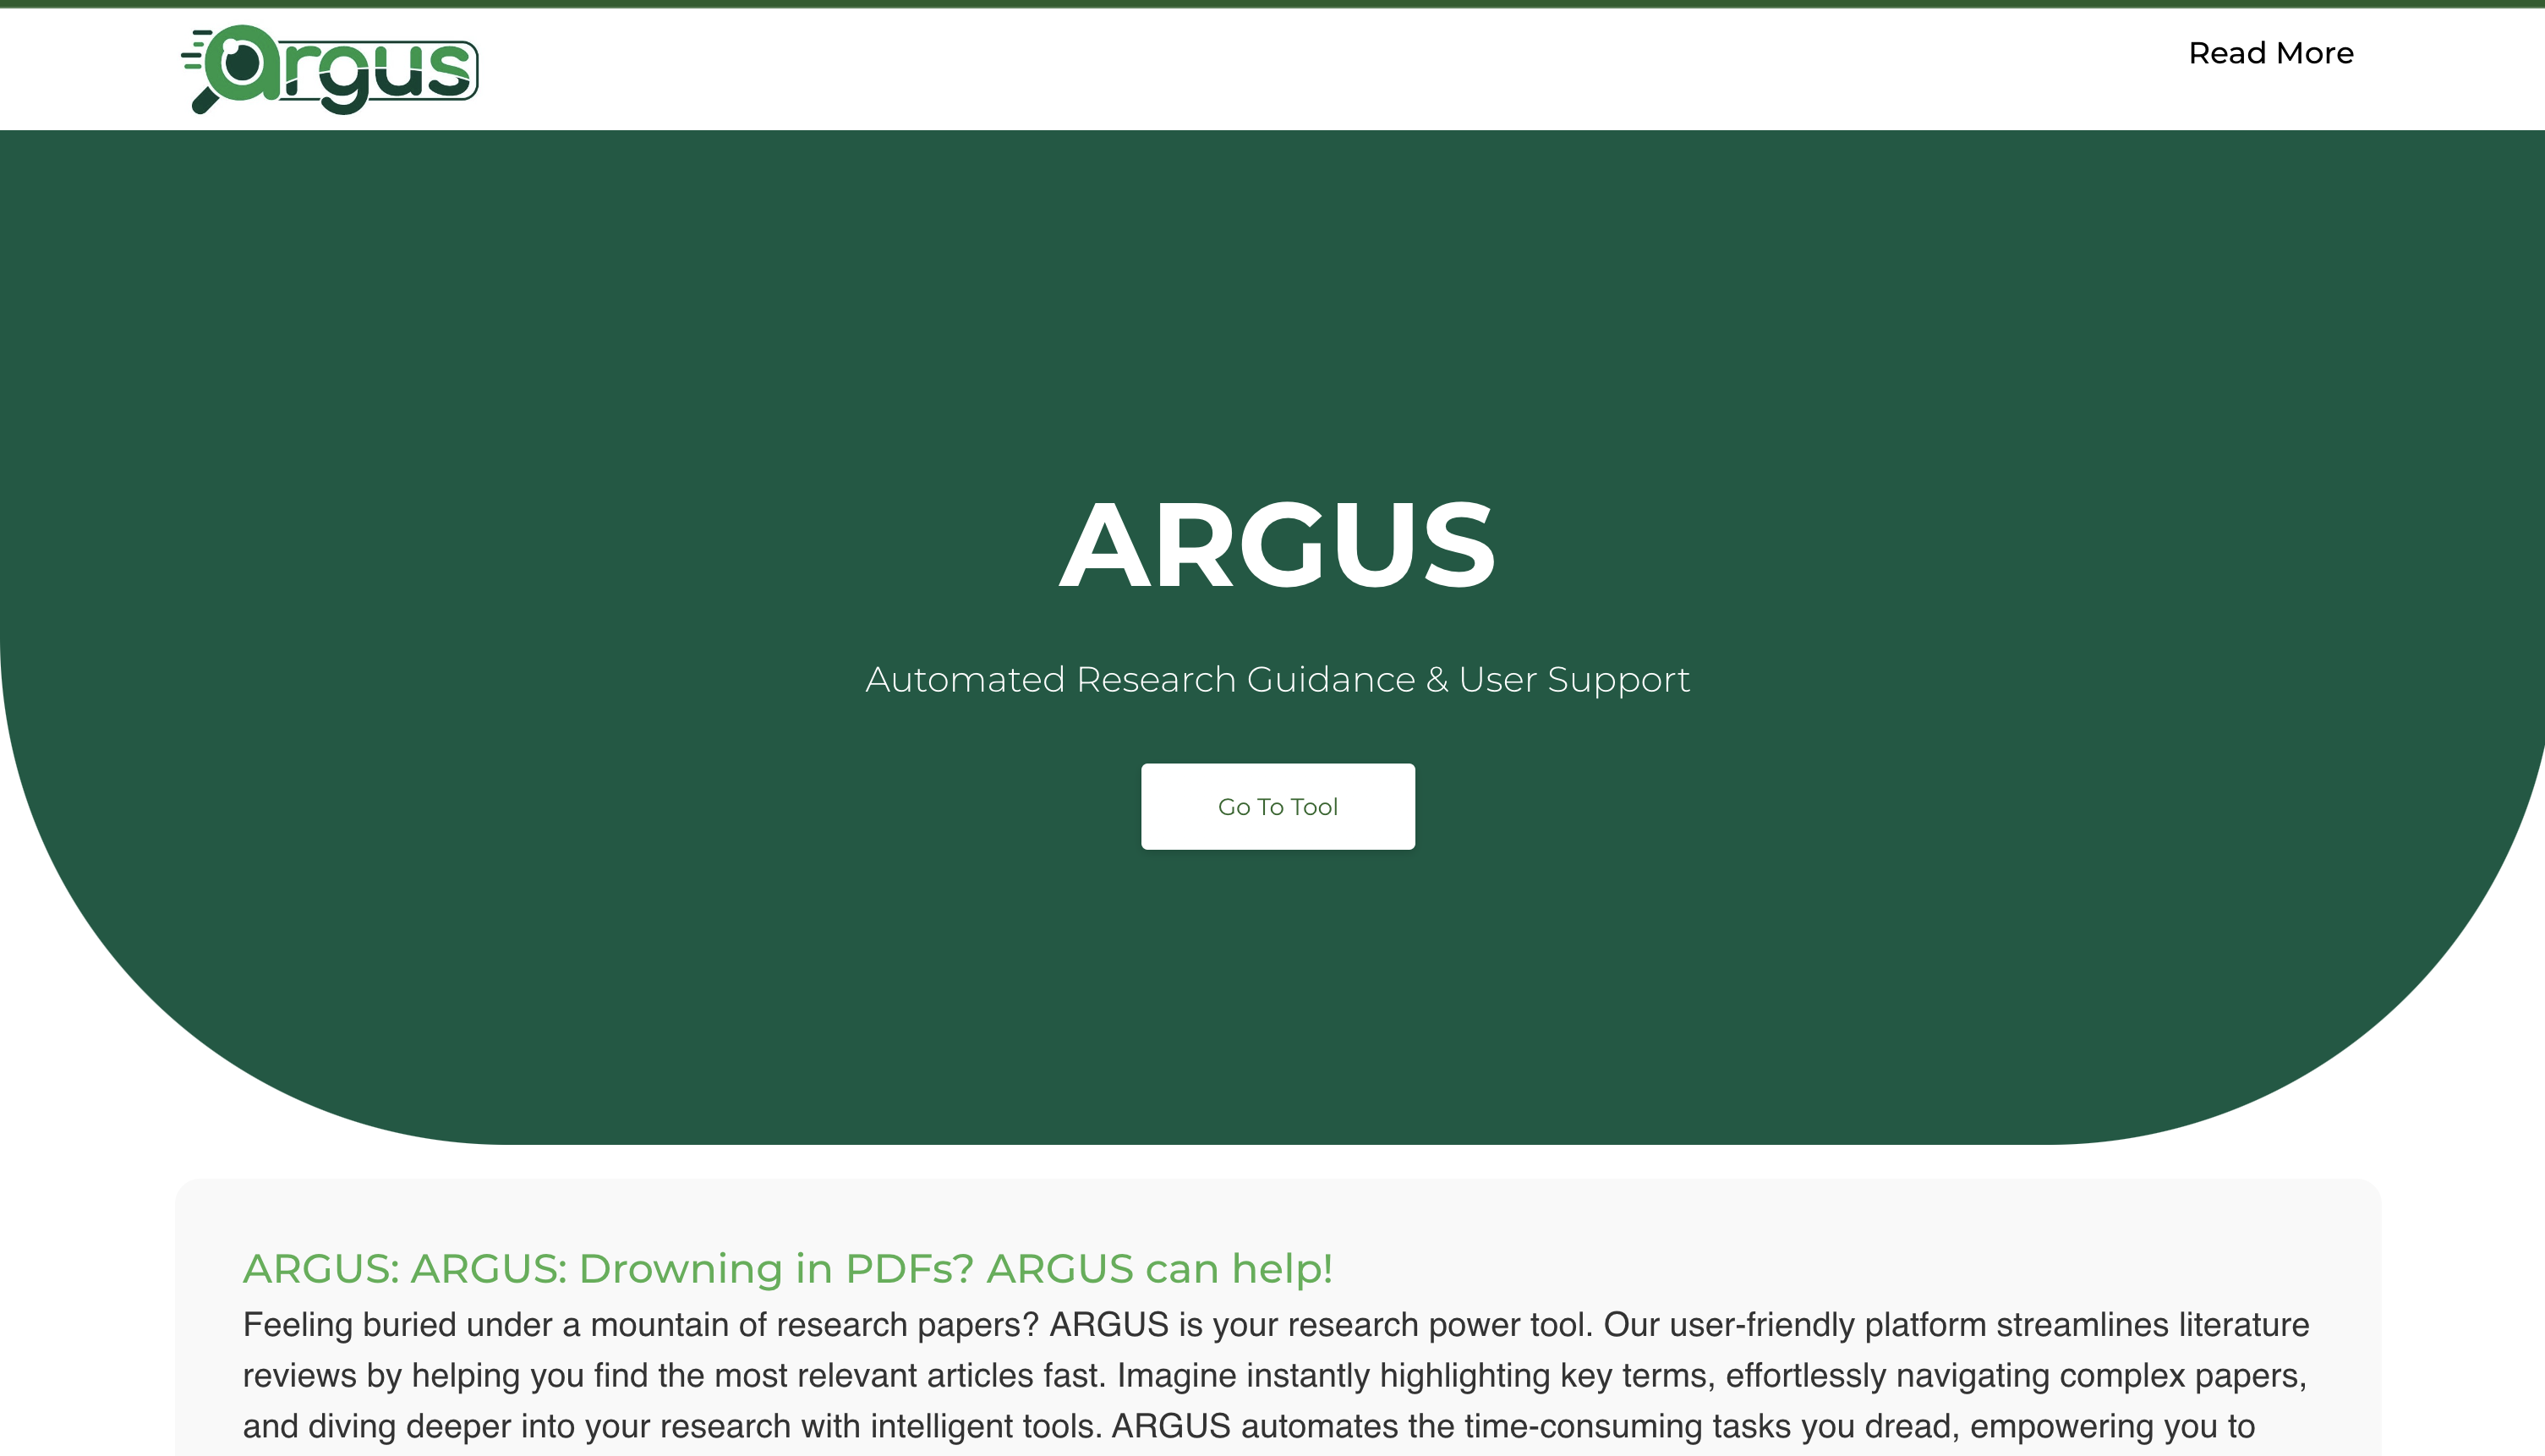 argus
Read More
ARGUS
Automated Research Guidance & User Support
Go To Tool
ARGUS: ARGUS: Drowning in PDFs? ARGUS can help!
Feeling buried under a mountain of research papers? ARGUS is your research power tool. Our user-friendly platform streamlines literature
reviews by helping you find the most relevant articles fast. Imagine instantly highlighting key terms, effortlessly navigating complex papers,
and diving deeper into your research with intelligent tools. ARGUS automates the time-consuming tasks you dread, empowering you to